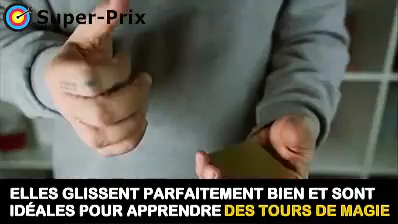 Super-Prix
ELLES GLISSENT PARFAITEMENT BIEN ET SONT
IDÉALES POUR APPRENDRE DES TOURS DE MAGIE